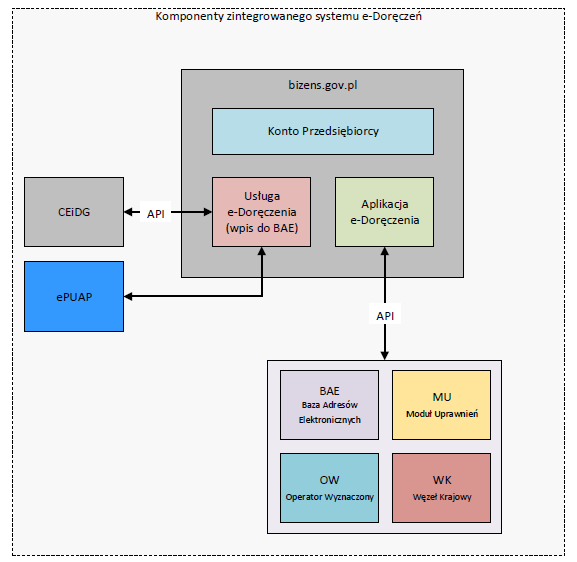 Komponenty zintegrowanego systemu e-Doręczeń
bizens.gov.pl
Konto Przedsiębiorcy
CEiDG
API
Usługa
e-Doręczenia
(wpis do BAE)
Aplikacja
e-Doręczenia
ePUAP
API
BAE
Baza Adresów
Elektronicznych
MU
Moduł Uprawnień
OW
Operator Wyznaczony
WK
Węzeł Krajowy